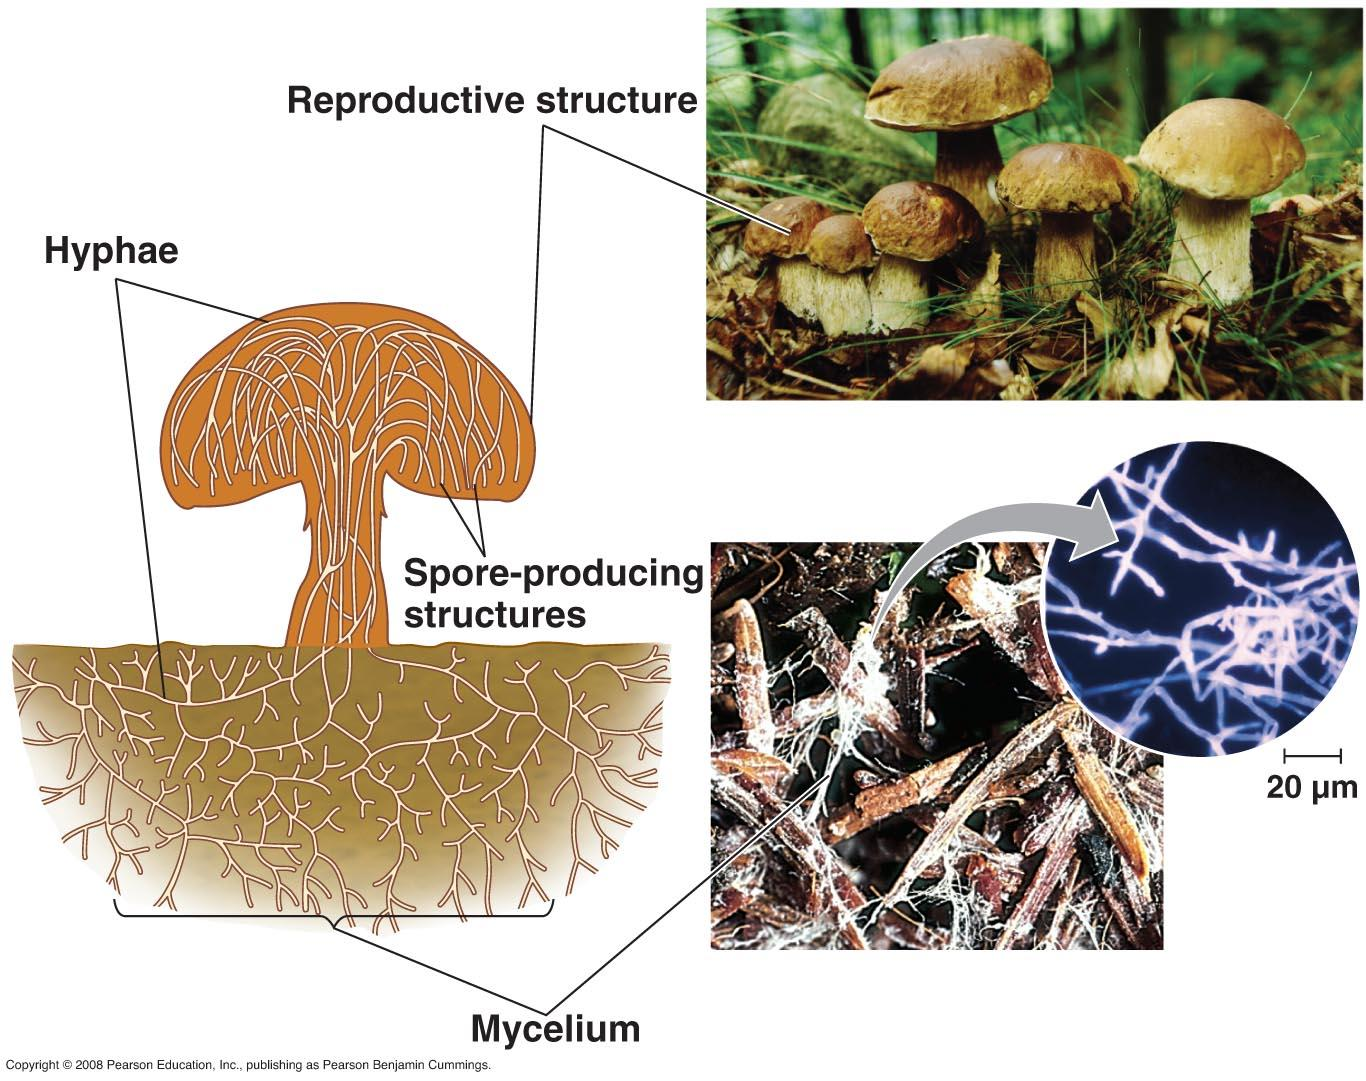 Reproductive structure
Hyphae
Spore-producing
structures
20 µm
Mycelium
Copyright © 2008 Pearson Education, Inc., publishing as Pearson Benjamin Cummings.